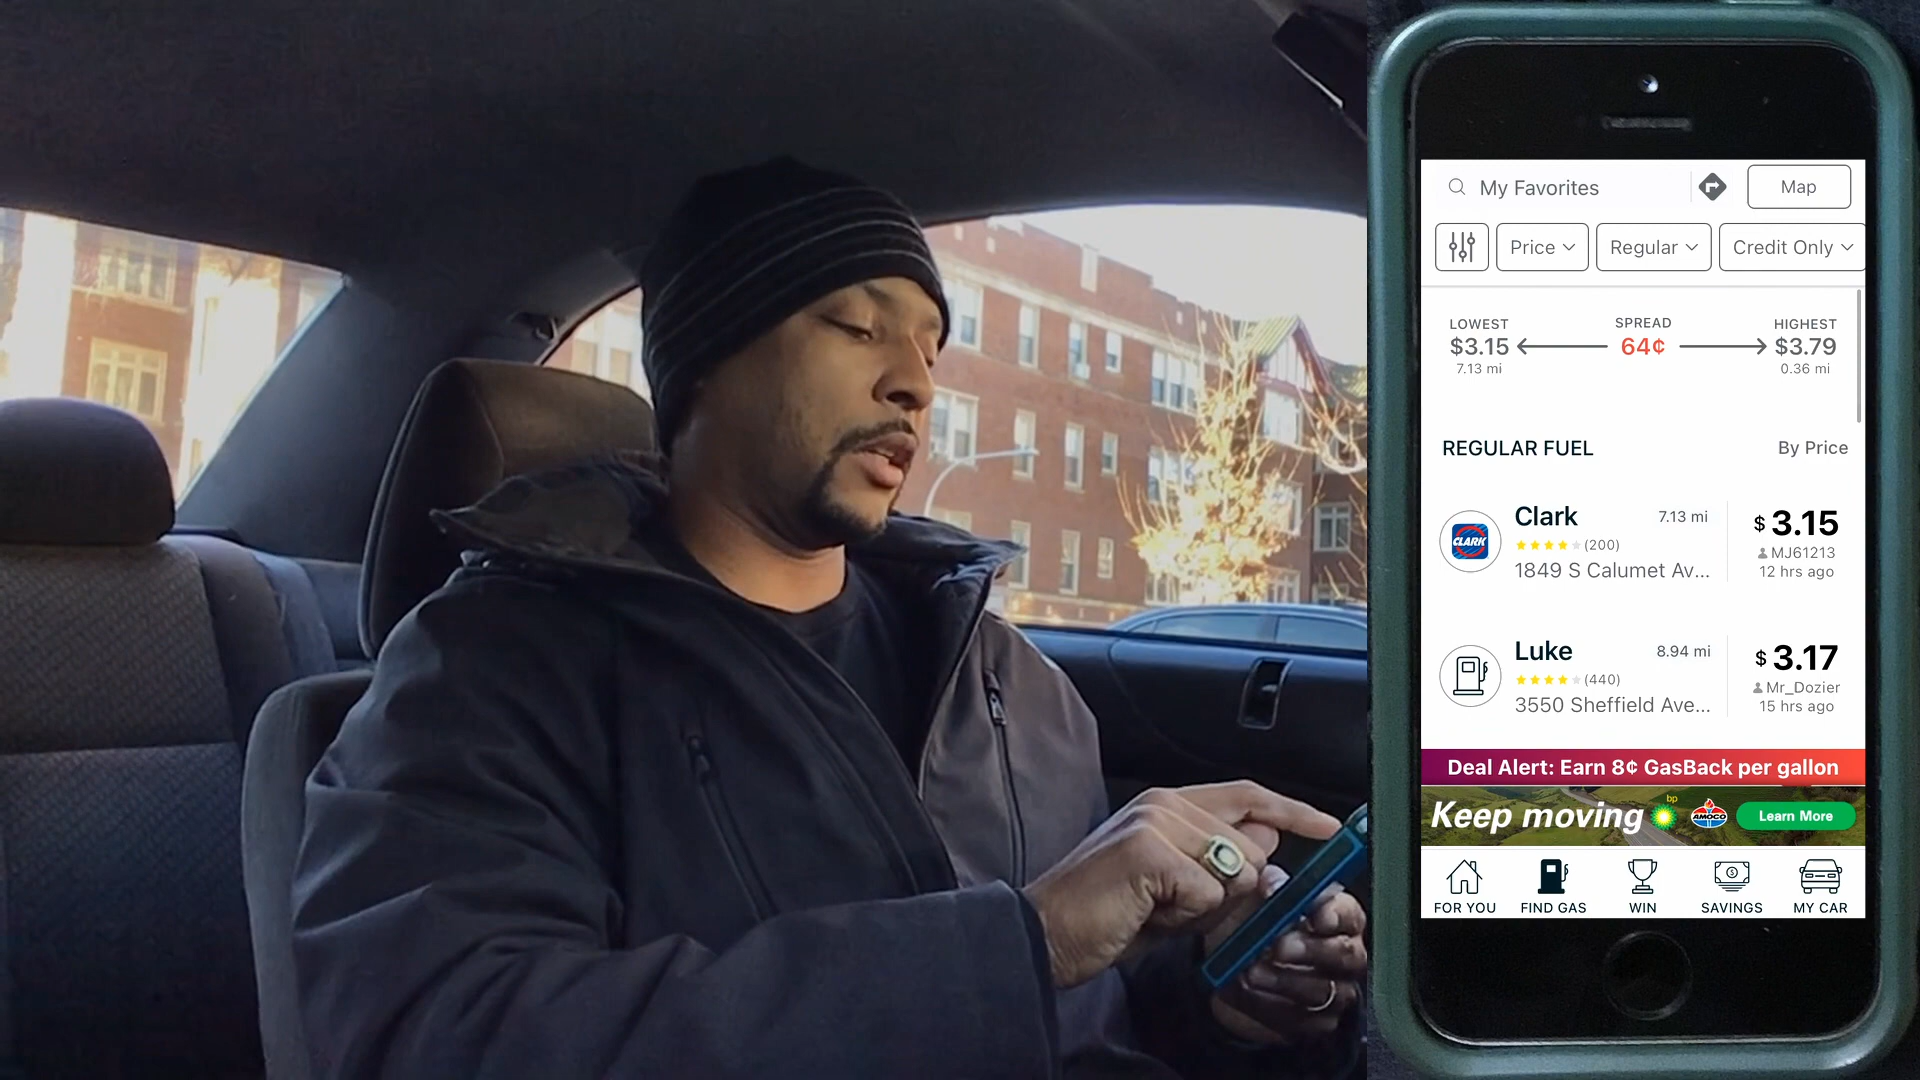 My Favorites
Map
Price
Regular
Credit Only
LOWEST
SPREAD
HIGHEST
$3.15
64¢
$3.79
7.13 mi
0.36 mi
REGULAR FUEL
By Price
CLARK
Clark
7.13 mi
$3.15
(200)
MJ61213
1849 S Calumet Av...
12 hrs ago
Luke
8.94 mi
$3.17
(440)
Mr_Dozier
3550 Sheffield Ave...
15 hrs ago
Deal Alert: Earn 8¢ GasBack per gallon
Keep moving
bp
AMOCO
Learn More
FOR YOU
FIND GAS
WIN
SAVINGS
MY CAR